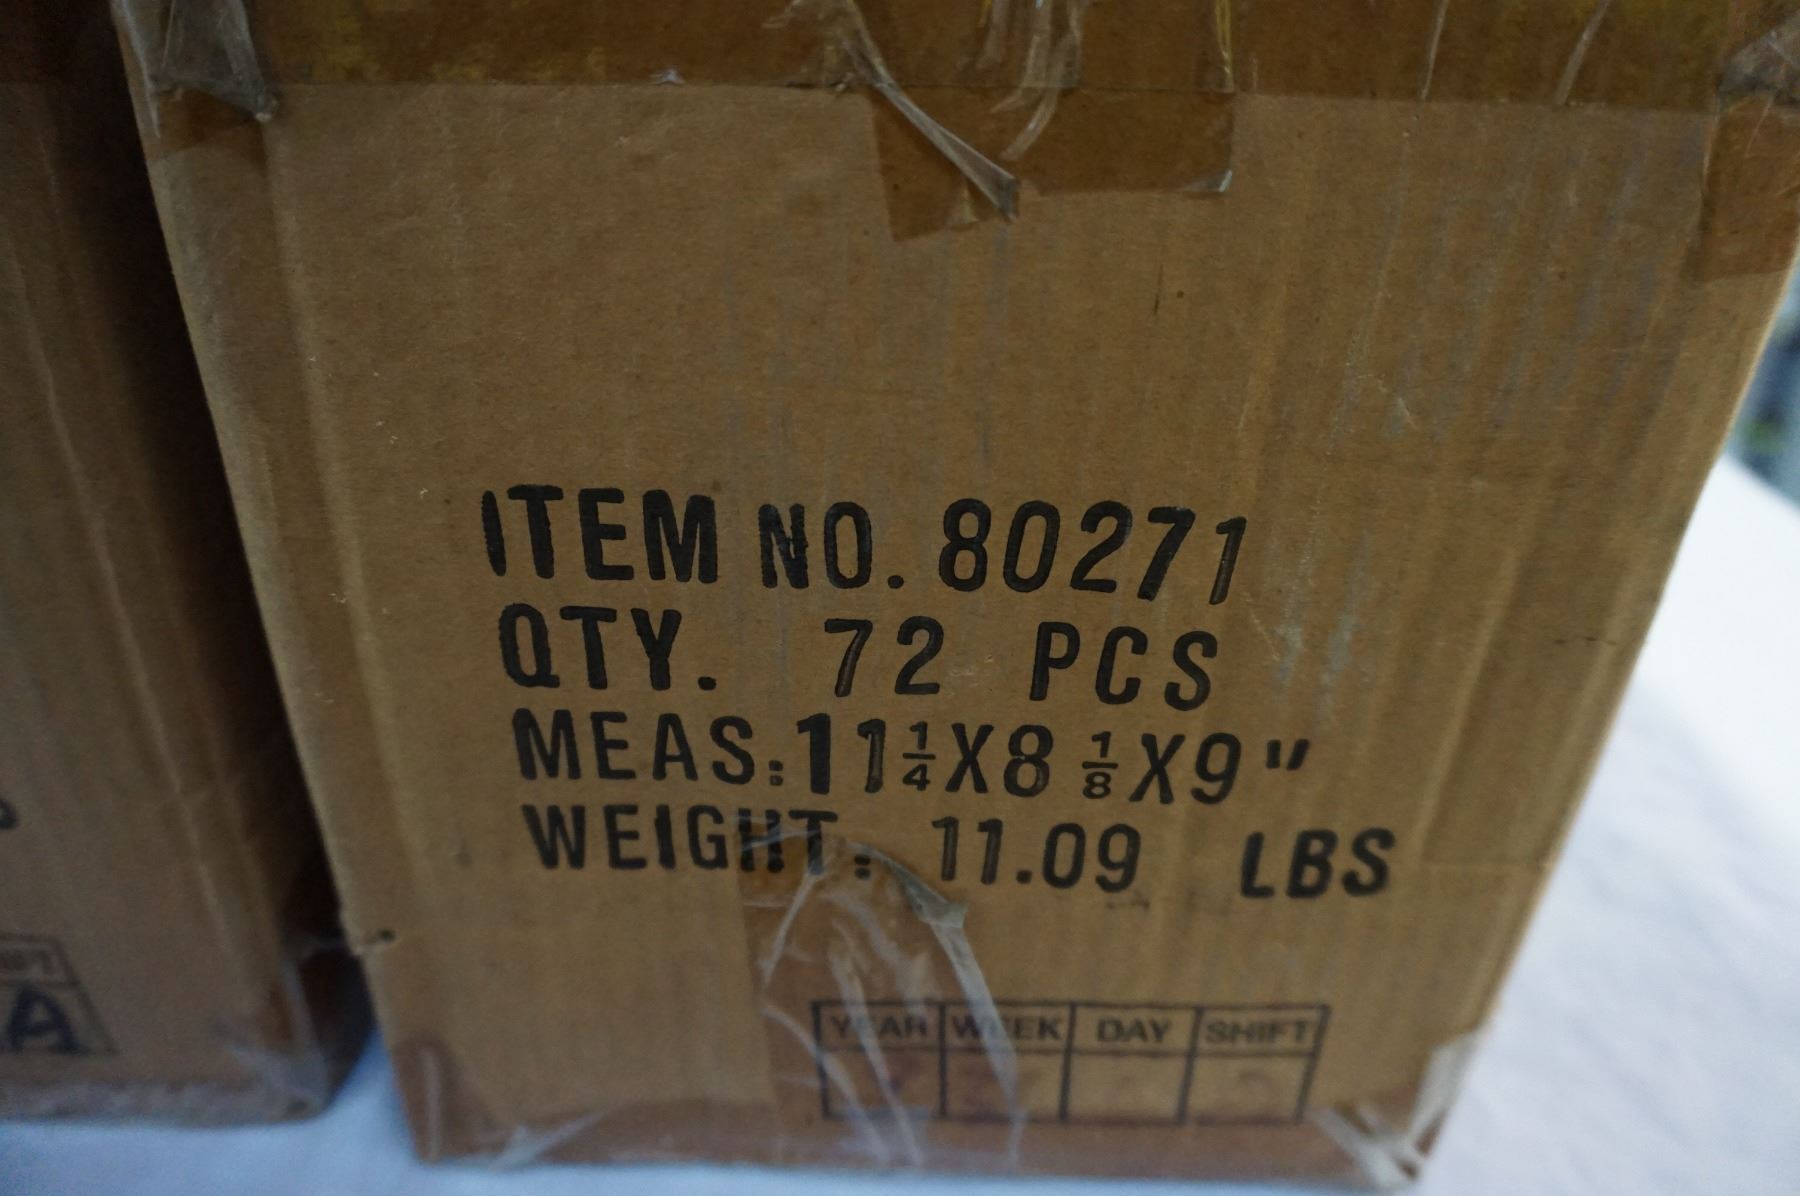 ITEM NO. 80271
QTY. 72 PCS
MEAS: 11 1/4 X 8 1/8 X 9"
WEIGHT: 11.09 LBS
YEAR WEEK DAY SHIFT
A